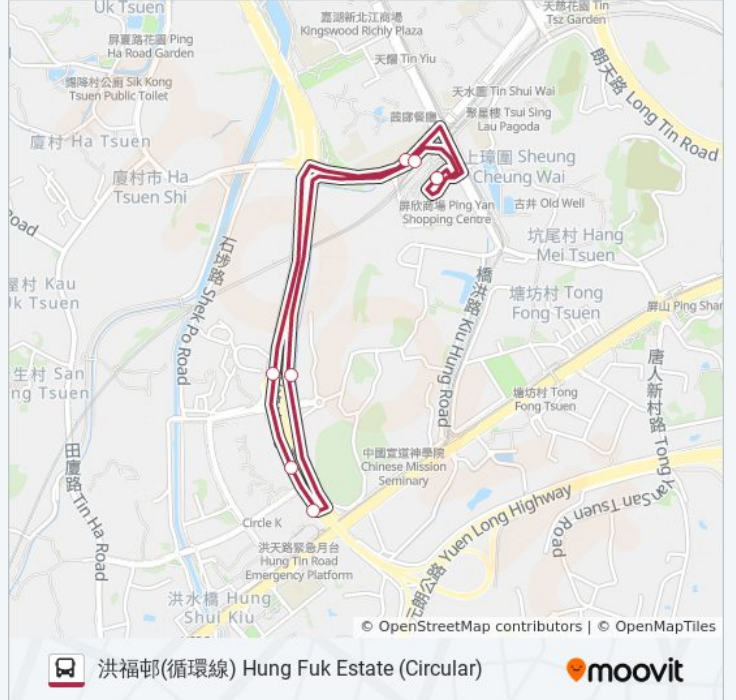 Uk Tsuen
屏廈路花園 Ping
Ha Road Garden
錫降村公廁 Sik Kong
Tsuen Public Toilet
廈村 Ha Tsuen
廈村市 Ha
Tsuen Shi
Road
嘉湖新北江商場
Kingswood Richly Plaza
天耀 Tin Yiu
天慈花園 Tin
Tsz Garden
朗天路 Long Tin Road
天水圍 Tin Shui Wai
聚星樓 Tsui Sing
Lau Pagoda
上璋圍 Sheung
Cheung Wai
屏欣商場 Ping Yan
Shopping Centre
古井 Old Well
坑尾村 Hang
Mei Tsuen
石埗路 Shek Po Road
橋洪路 Kiu Hung Road
塘坊村 Tong
Fong Tsuen
屏山 Ping Shan
屋村 Kau
Uk Tsuen
生村 San
ng Tsuen
塘坊村 Tong
Fong Tsuen
唐人新村路 Tong Yan San Tsuen Road
田廈路 Tin Ha Road
中國宣道神學院
Chinese Mission
Seminary
元朗公路 Yuen Long Highway
Circle K
洪天路緊急月台
Hung Tin Road
Emergency Platform
洪水橋 Hung
Shui Kiu
© OpenStreetMap contributors | © OpenMapTiles
洪福邨(循環線) Hung Fuk Estate (Circular)
moovit